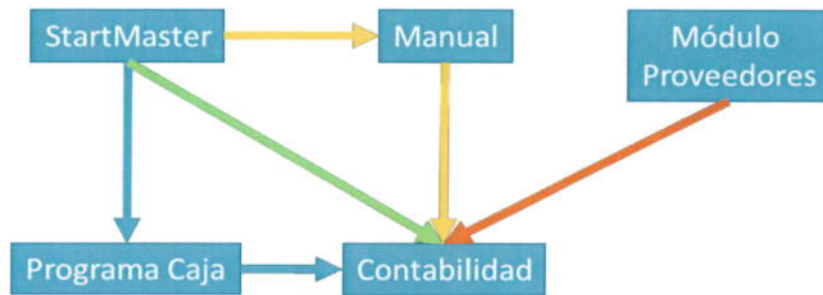 StartMaster
Manual
Módulo
Proveedores
Programa Caja
Contabilidad